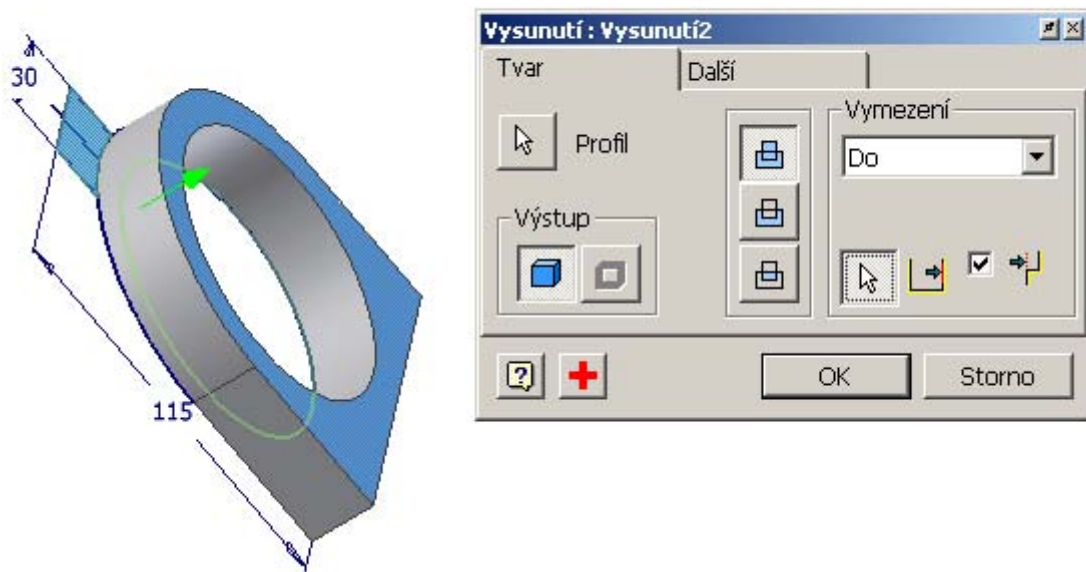 30
115
Vysunutí : Vysunutí2
Tvar
Další
Profil
Výstup
Vymezení
Do
OK
Storno